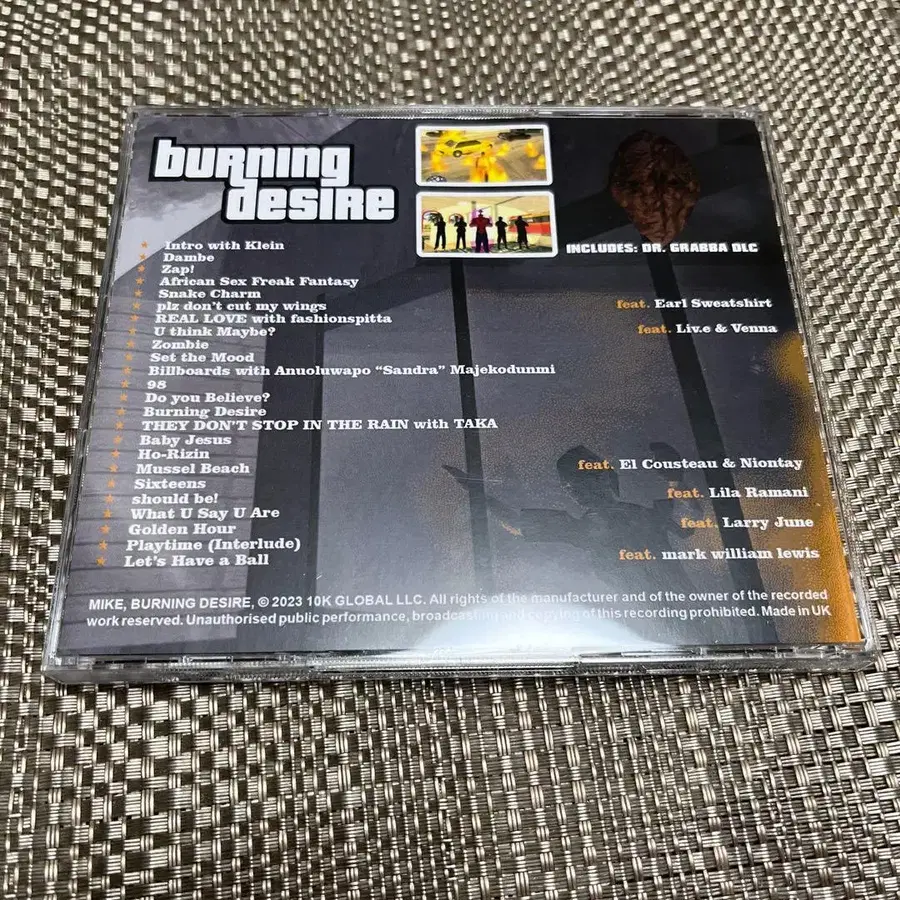 burning
desire
INCLUDES: DR. GRABBA DLC
Intro with Klein
Dambe
Zap!
African Sex Freak Fantasy
Snake Charm
plz don't cut my wings feat. Earl Sweatshirt
REAL LOVE with fashionspitta
U think Maybe? feat. Liv.e & Venna
Zombie
Set the Mood
Billboards with Anuoluwapo "Sandra" Majekodunmi
98
Do you Believe?
Burning Desire
THEY DON'T STOP IN THE RAIN with TAKA
Baby Jesus
Ho-Rizin
Mussel Beach feat. El Cousteau & Niontay
Sixteens
should be! feat. Lila Ramani
What U Say U Are
Golden Hour feat. Larry June
Playtime (Interlude)
Let's Have a Ball feat. mark william lewis
MIKE, BURNING DESIRE, © 2023 10K GLOBAL LLC. All rights of the manufacturer and of the owner of the recorded
work reserved. Unauthorised public performance, broadcasting and copying of this recording prohibited. Made in UK